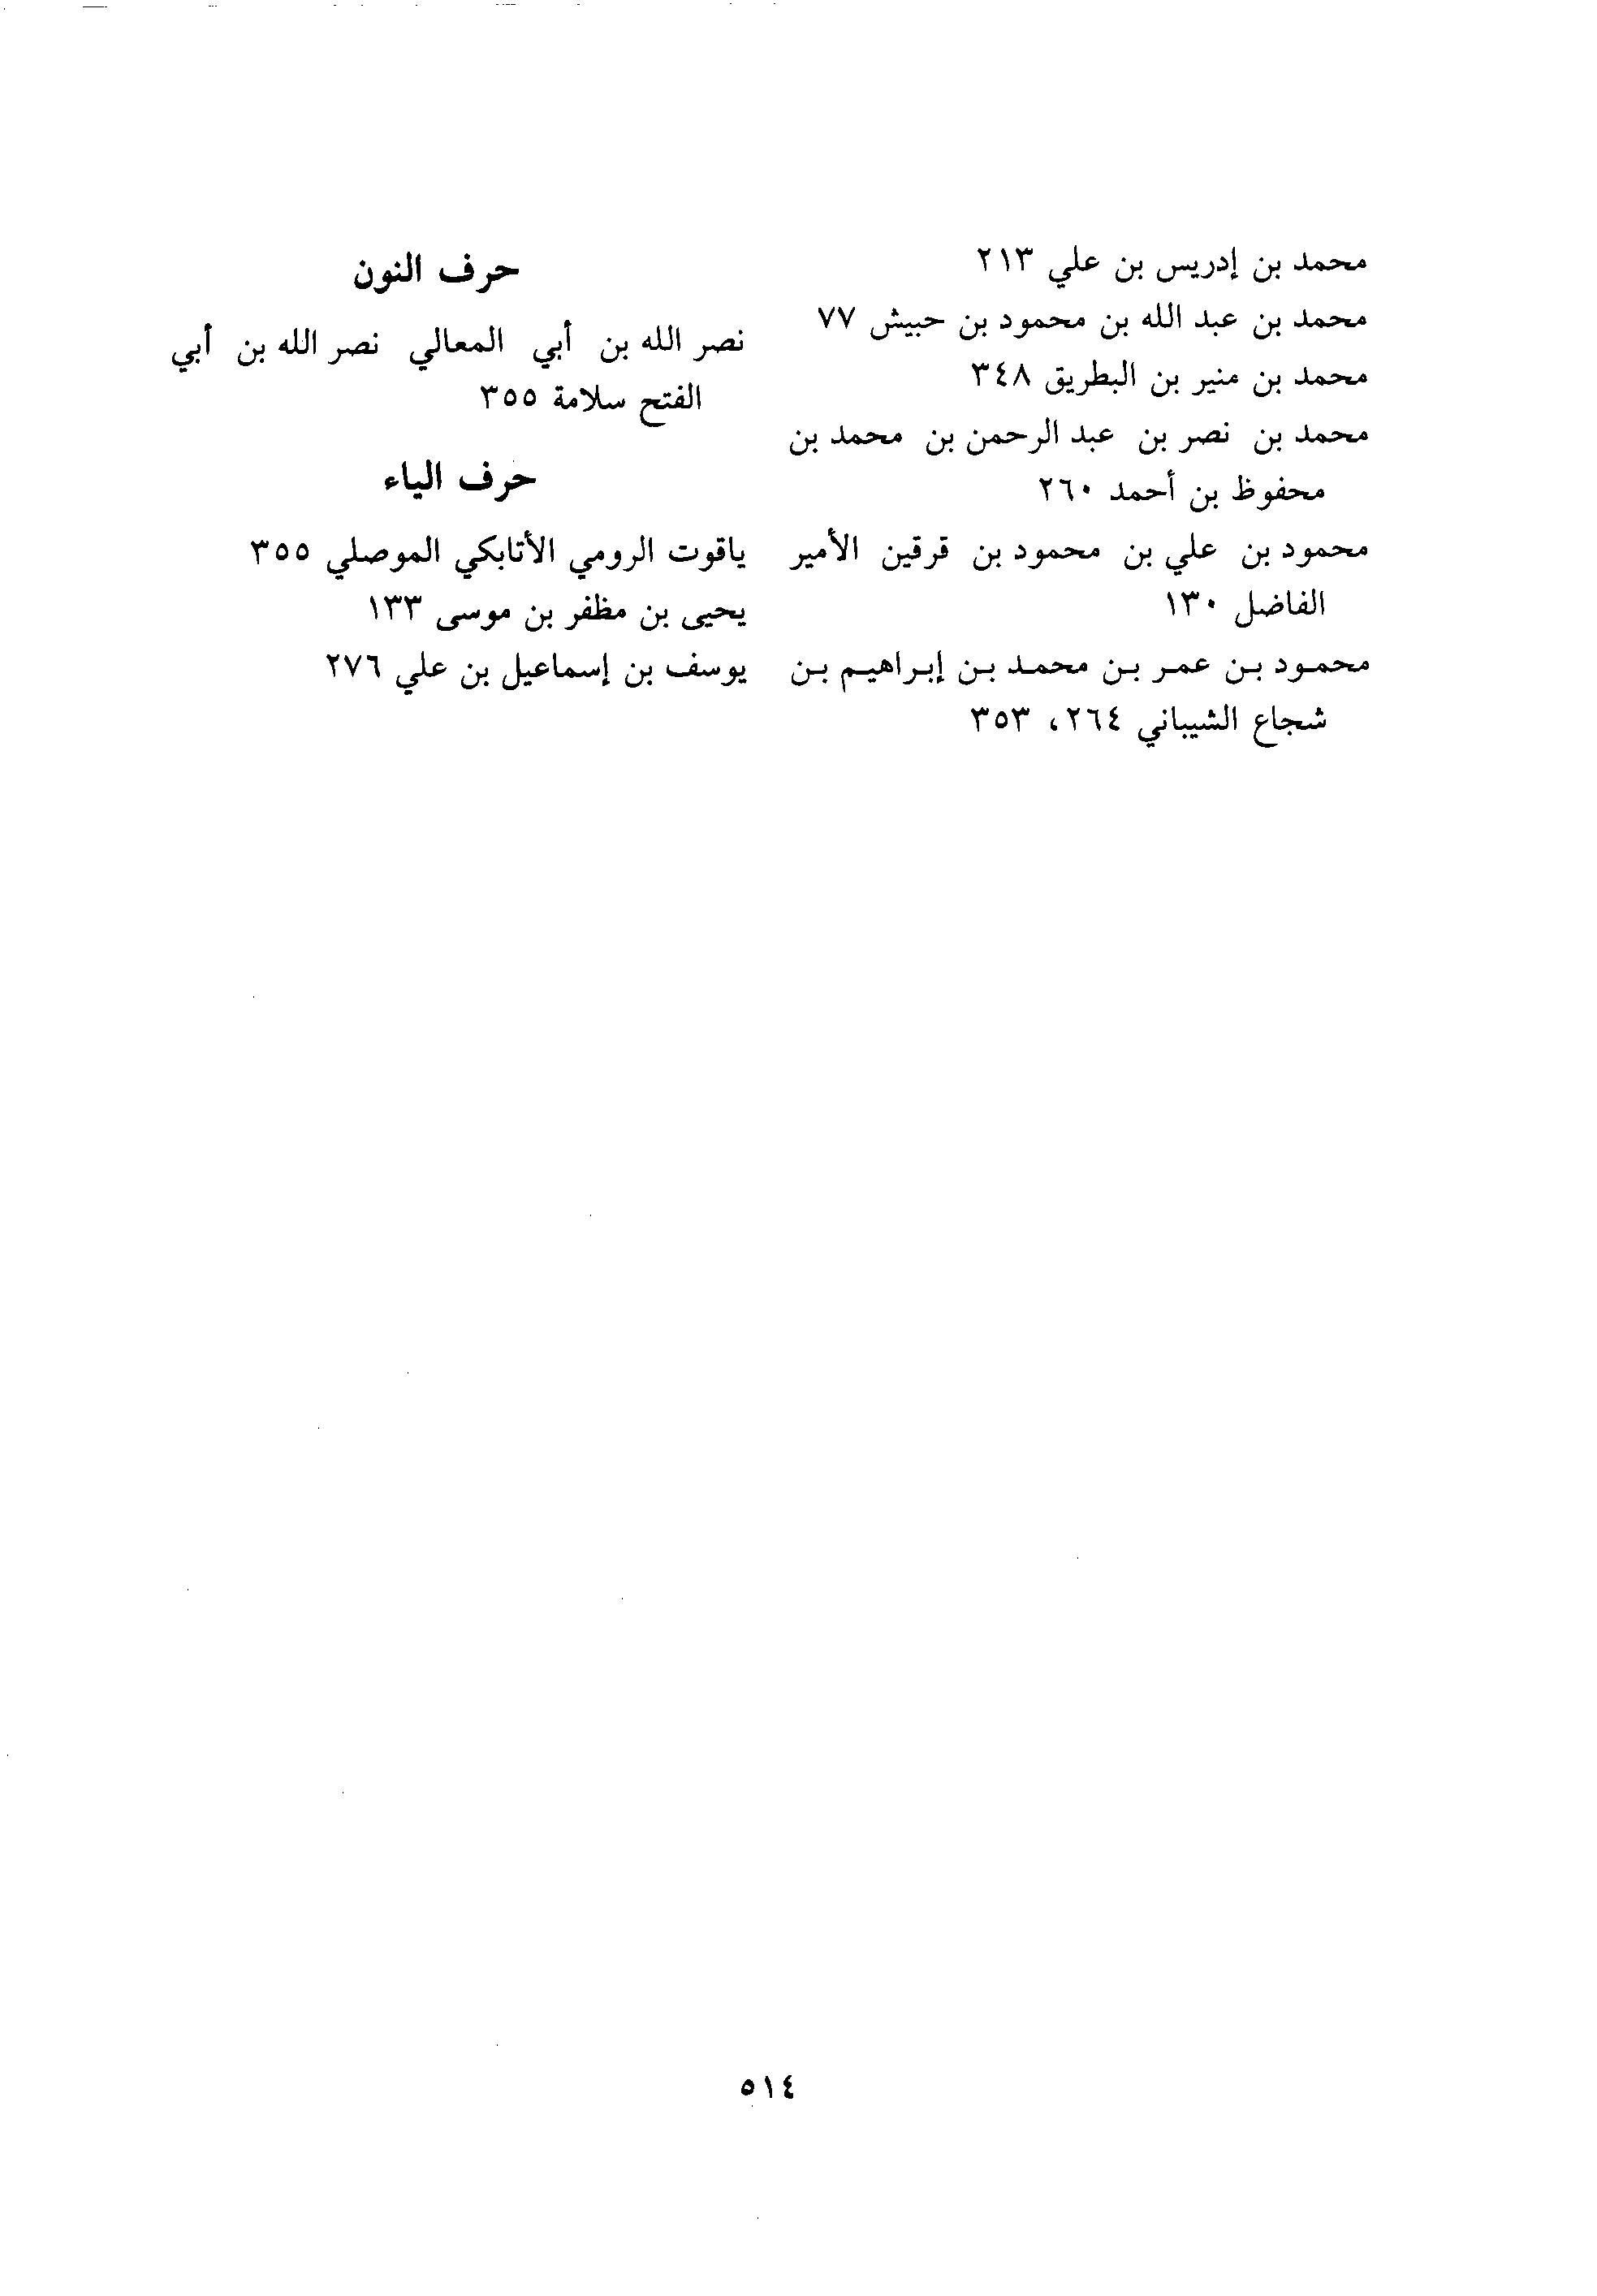 محمد بن إدريس بن علي ٢١٣
محمد بن عبد الله بن محمود بن حبيش ٧٧
محمد بن منير بن البطريق ٣٤٨
محمد بن نصر بن عبد الرحمن بن محمد بن
محفوظ بن أحمد ٢٦٠
محمود بن علي بن محمود بن قرقين الأمير
الفاضل ١٣٠
محمود بن عمر بن محمد بن إبراهيم بن
شجاع الشيباني ٢٦٤، ٣٥٣
حرف النون
نصر الله بن أبي المعالي نصر الله بن أبي
الفتح سلامة ٣٥٥
حرف الياء
ياقوت الرومي الأتابكي الموصلي ٣٥٥
يحيى بن مظفر بن موسى ١٣٣
يوسف بن إسماعيل بن علي ٢٧٦
٥١٤